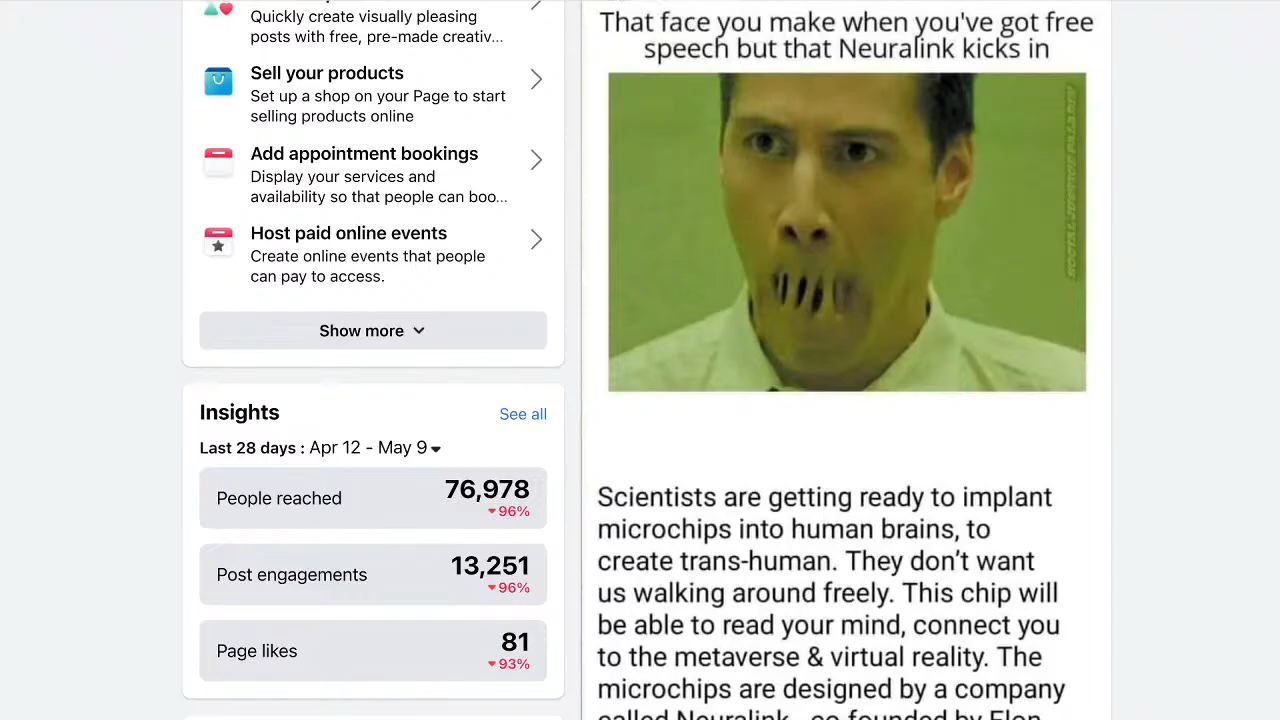 Quickly create visually pleasing
posts with free, pre-made creativ...
Sell your products
Set up a shop on your Page to start
selling products online
Add appointment bookings
Display your services and
availability so that people can boo...
Host paid online events
Create online events that people
can pay to access.
Show more
Insights
See all
Last 28 days : Apr 12 - May 9
People reached
76,978
96%
Post engagements
13,251
96%
Page likes
81
93%
That face you make when you've got free
speech but that Neuralink kicks in
Scientists are getting ready to implant
microchips into human brains, to
create trans-human. They don’t want
us walking around freely. This chip will
be able to read your mind, connect you
to the metaverse & virtual reality. The
microchips are designed by a company
called Neuralink, co-founded by Elon